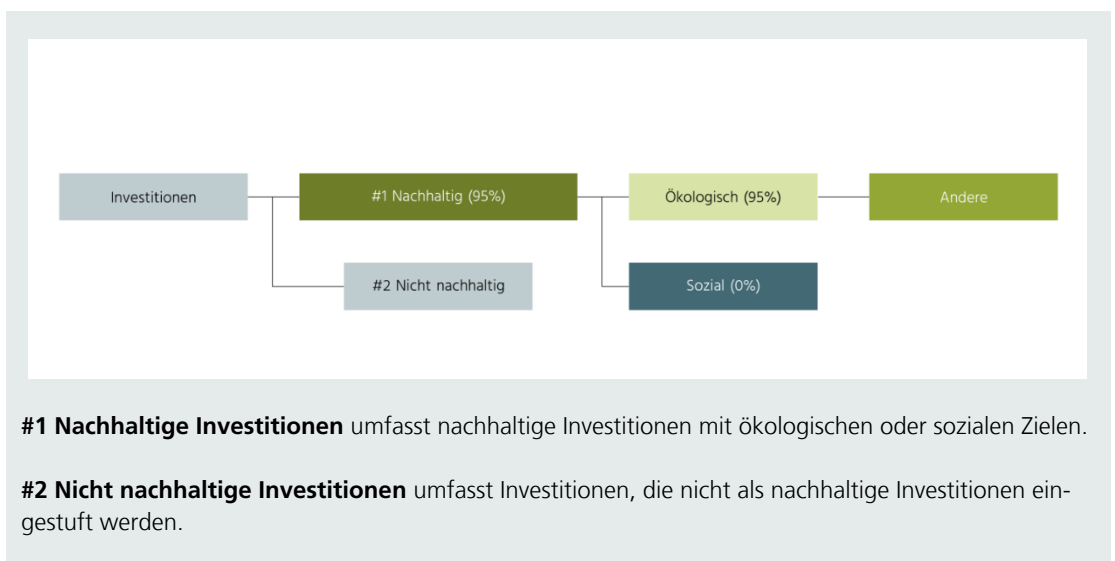 Investitionen
#1 Nachhaltig (95%)
Ökologisch (95%)
Andere
#2 Nicht nachhaltig
Sozial (0%)
#1 Nachhaltige Investitionen umfasst nachhaltige Investitionen mit ökologischen oder sozialen Zielen.
#2 Nicht nachhaltige Investitionen umfasst Investitionen, die nicht als nachhaltige Investitionen ein-
gestuft werden.